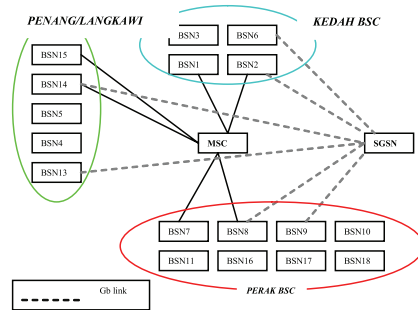 PENANG/LANGKAWI
KEDAH BSC
BSN15
BSN14
BSN5
BSN4
BSN13
BSN3
BSN6
BSN1
BSN2
MSC
SGSN
BSN7
BSN8
BSN9
BSN10
BSN11
BSN16
BSN17
BSN18
PERAK BSC
Gb link